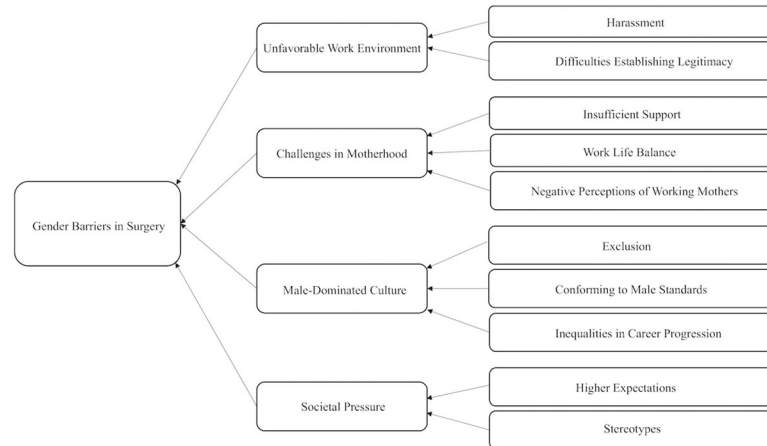 Gender Barriers in Surgery
Unfavorable Work Environment
Harassment
Difficulties Establishing Legitimacy
Challenges in Motherhood
Insufficient Support
Work Life Balance
Negative Perceptions of Working Mothers
Male-Dominated Culture
Exclusion
Conforming to Male Standards
Inequalities in Career Progression
Societal Pressure
Higher Expectations
Stereotypes